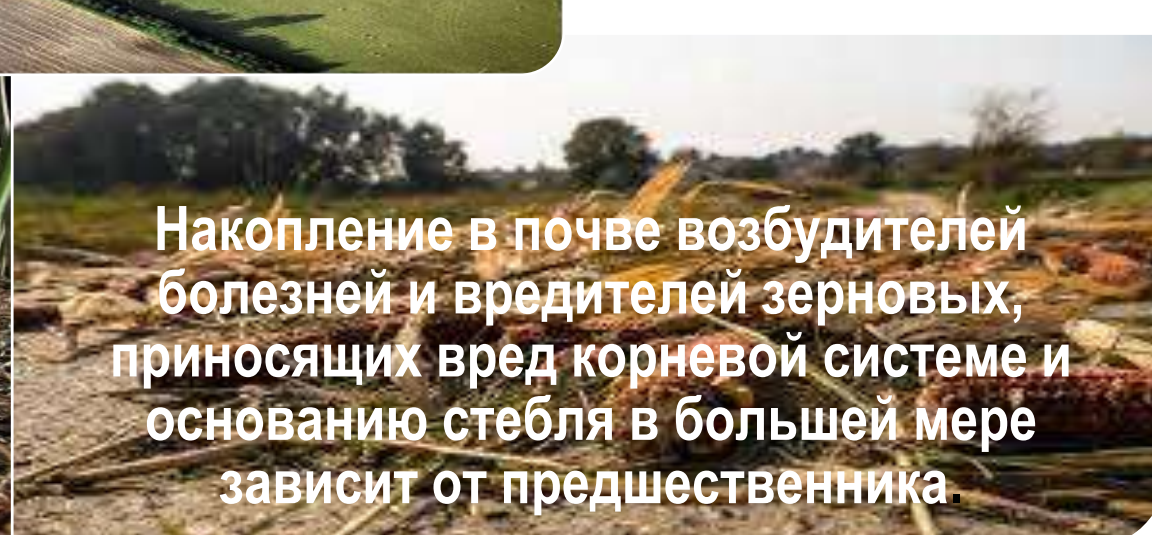 Накопление в почве возбудителей
болезней и вредителей зерновых,
приносящих вред корневой системе и
основанию стебля в большей мере
зависит от предшественника.